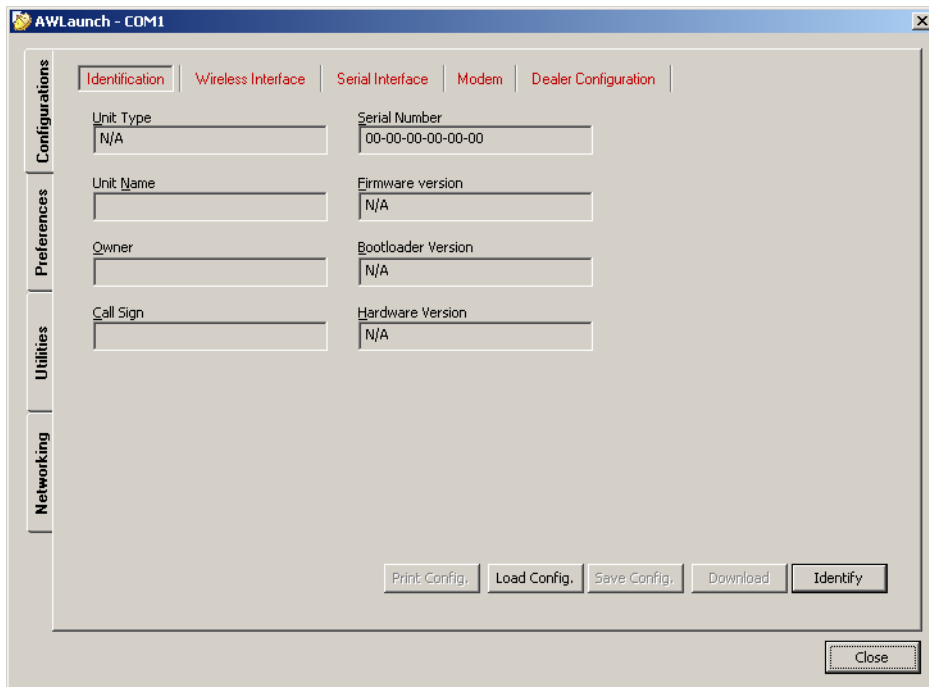 AWLaunch - COM1
Configurations
Preferences
Utilities
Networking
Identification Wireless Interface Serial Interface Modem Dealer Configuration
Unit Type Serial Number
N/A 00-00-00-00-00-00
Unit Name Firmware version
N/A
Owner Bootloader Version
N/A
Call Sign Hardware Version
N/A
Print Config. Load Config. Save Config. Download Identify
Close